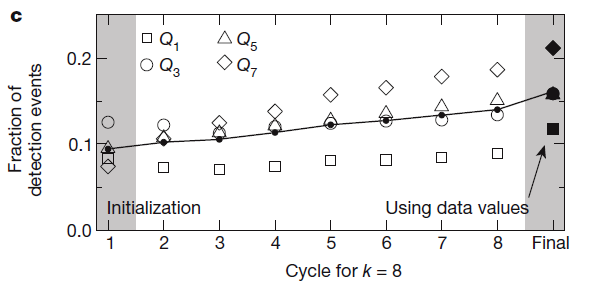 c
Q1
Q3
Q5
Q7
Fraction of
detection events
0.2
0.1
0.0
Initialization
Using data values
1 2 3 4 5 6 7 8 Final
Cycle for k = 8